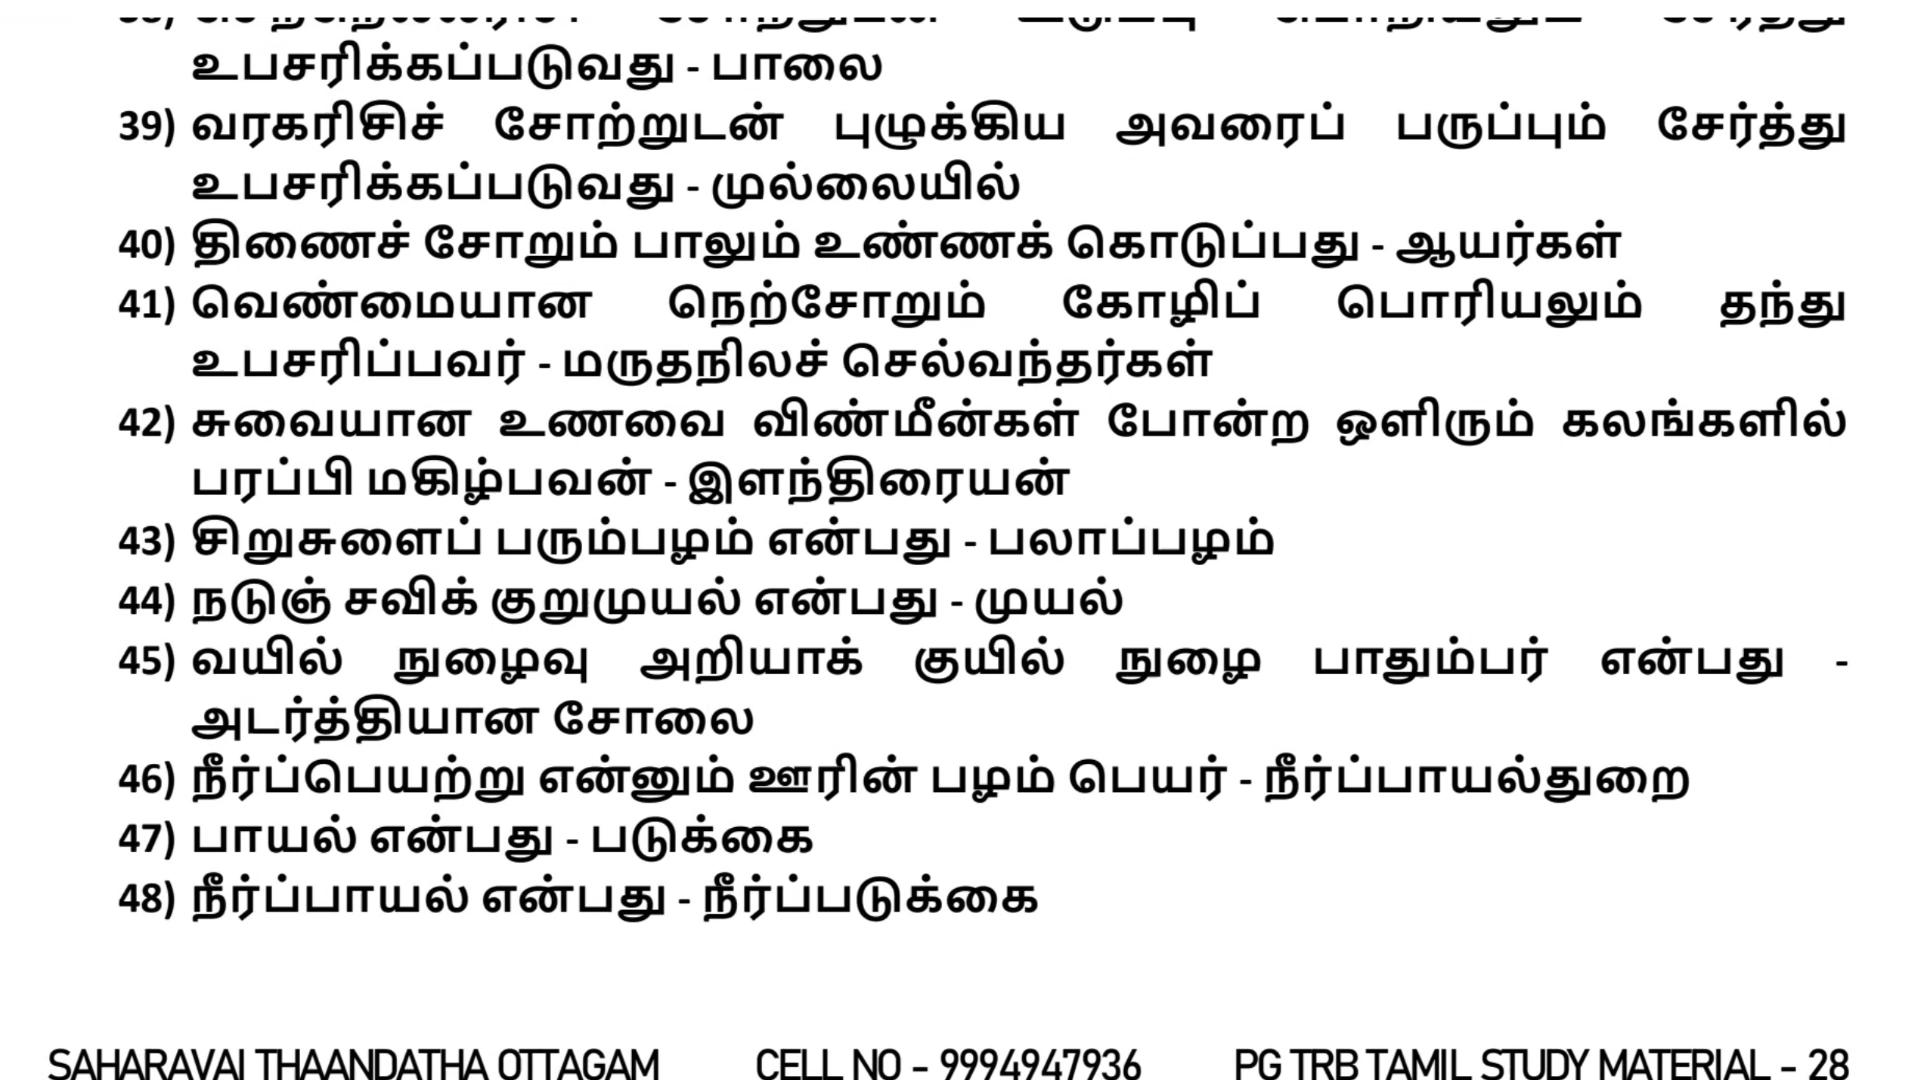 உபசரிக்கப்படுவது - பாலை
39) வரகரிசிச் சோற்றுடன் புழுக்கிய அவரைப் பருப்பும் சேர்த்து
உபசரிக்கப்படுவது - முல்லையில்
40) திணைச் சோறும் பாலும் உண்ணக் கொடுப்பது - ஆயர்கள்
41) வெண்மையான நெற்சோறும் கோழிப் பொரியலும் தந்து
உபசரிப்பவர் - மருதநிலச் செல்வந்தர்கள்
42) சுவையான உணவை விண்மீன்கள் போன்ற ஒளிரும் கலங்களில்
பரப்பி மகிழ்பவன் - இளந்திரையன்
43) சிறுசுளைப் பரும்பழம் என்பது - பலாப்பழம்
44) நடுஞ் சவிக் குறுமுயல் என்பது - முயல்
45) வயில் நுழைவு அறியாக் குயில் நுழை பாதும்பர் என்பது -
அடர்த்தியான சோலை
46) நீர்ப்பெயற்று என்னும் ஊரின் பழம் பெயர் - நீர்ப்பாயல்துறை
47) பாயல் என்பது - படுக்கை
48) நீர்ப்பாயல் என்பது - நீர்ப்படுக்கை
SAHARAVAI THAANDATHA OTTAGAM CELL NO - 9994947936 PG TRB TAMIL STUDY MATERIAL - 28